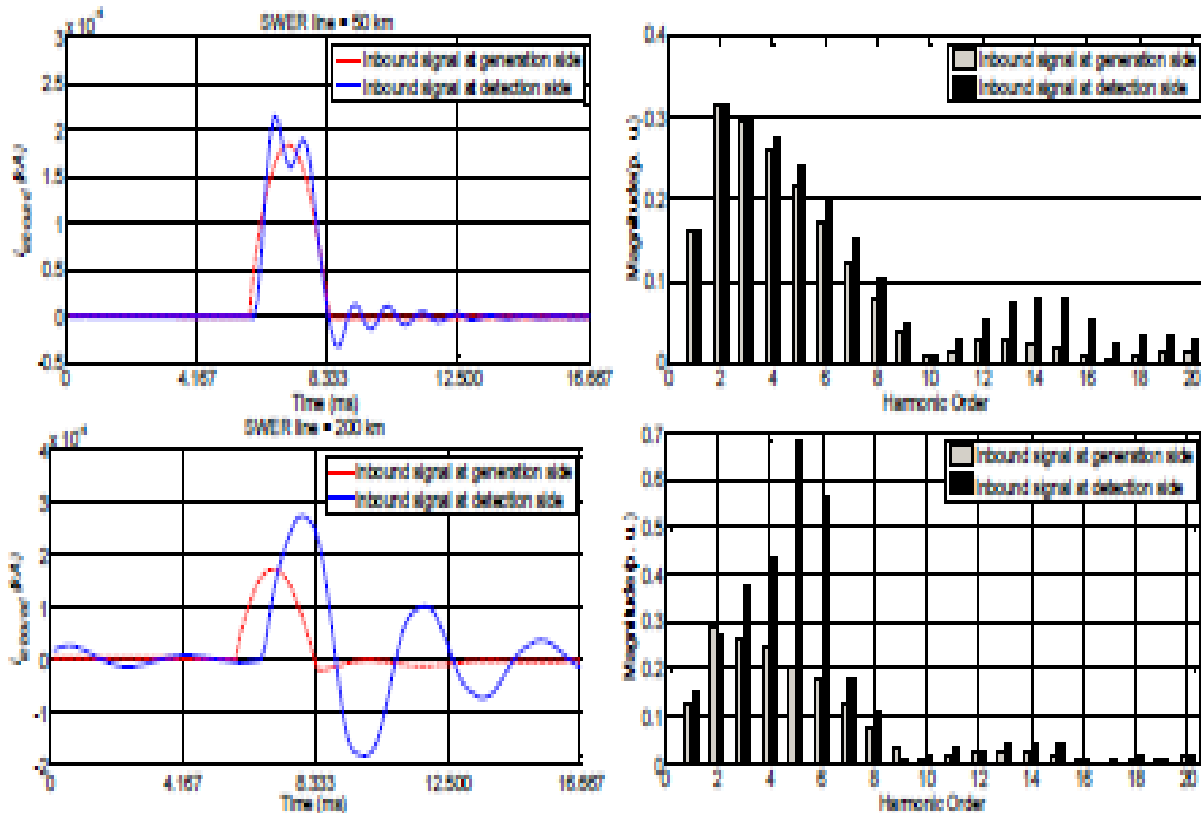 SWER line = 50 km
x 10
3
2.5
2
1.5
1
0.5
0
-0.5
Inbound signal at generation side
Inbound signal at detection side
0 4.167 8.333 12.500 16.667
Time (ms)
0.4
0.3
0.2
0.1
0
Magnitude(p. u.)
Inbound signal at generation side
Inbound signal at detection side
0 2 4 6 8 10 12 14 16 18 20
Harmonic Order
SWER line = 200 km
x 10
4
3
2
1
0
-1
-2
Inbound signal at generation side
Inbound signal at detection side
0 4.167 8.333 12.500 16.667
Time (ms)
0.7
0.6
0.5
0.4
0.3
0.2
0.1
0
Magnitude(p. u.)
Inbound signal at generation side
Inbound signal at detection side
0 2 4 6 8 10 12 14 16 18 20
Harmonic Order